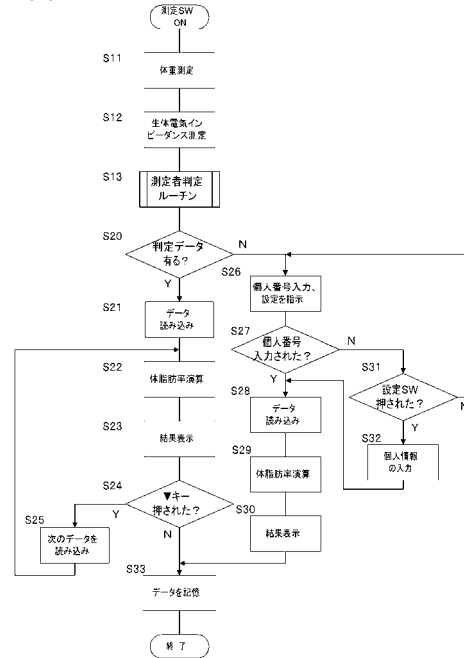 測定SW
ON
S11
体重測定
S12
生体電気イン
ピーダンス測定
S13
測定者判定
ルーチン
S20
判定データ
有る？
N
Y
S26
個人番号入力、
設定を指示
S21
データ
読み込み
S27
個人番号
入力された？
N
Y
S22
体脂肪率演算
S31
設定SW
押された？
N
Y
S28
データ
読み込み
S23
結果表示
S32
個人情報
の入力
S29
体脂肪率演算
S24
▼キー
押された？
Y
N
S25
次のデータを
読み込み
S30
結果表示
S33
データを記憶
終了